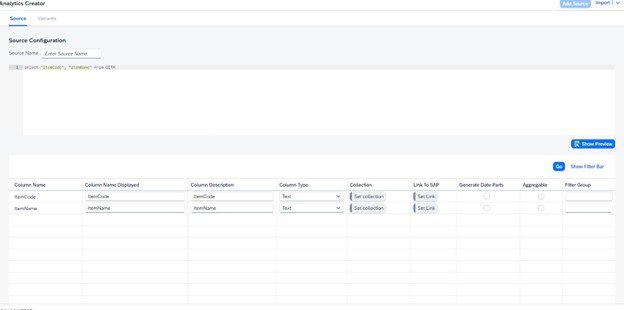 Analytics Creator
Add Source
Import
Source
Variants
Source Configuration
Source Name
Enter Source Name
1 select "ItemCode", "ItemName" from OITM
Show Preview
Go
Show Filter Bar
Column Name
Column Name Displayed
Column Description
Column Type
Collection
Link To SAP
Generate Date Parts
Aggregable
Filter Group
ItemCode
ItemCode
ItemCode
Text
Set collection
Set Link
ItemName
ItemName
ItemName
Text
Set collection
Set Link